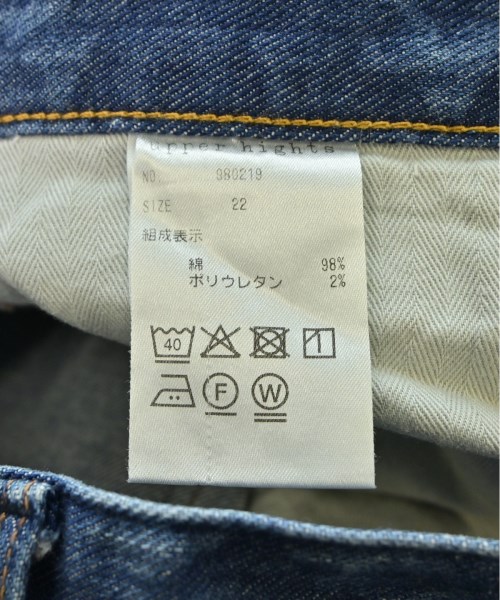 upper hights
NO. 980219
SIZE 22
組成表示
綿 98%
ポリウレタン 2%
40 1
F W